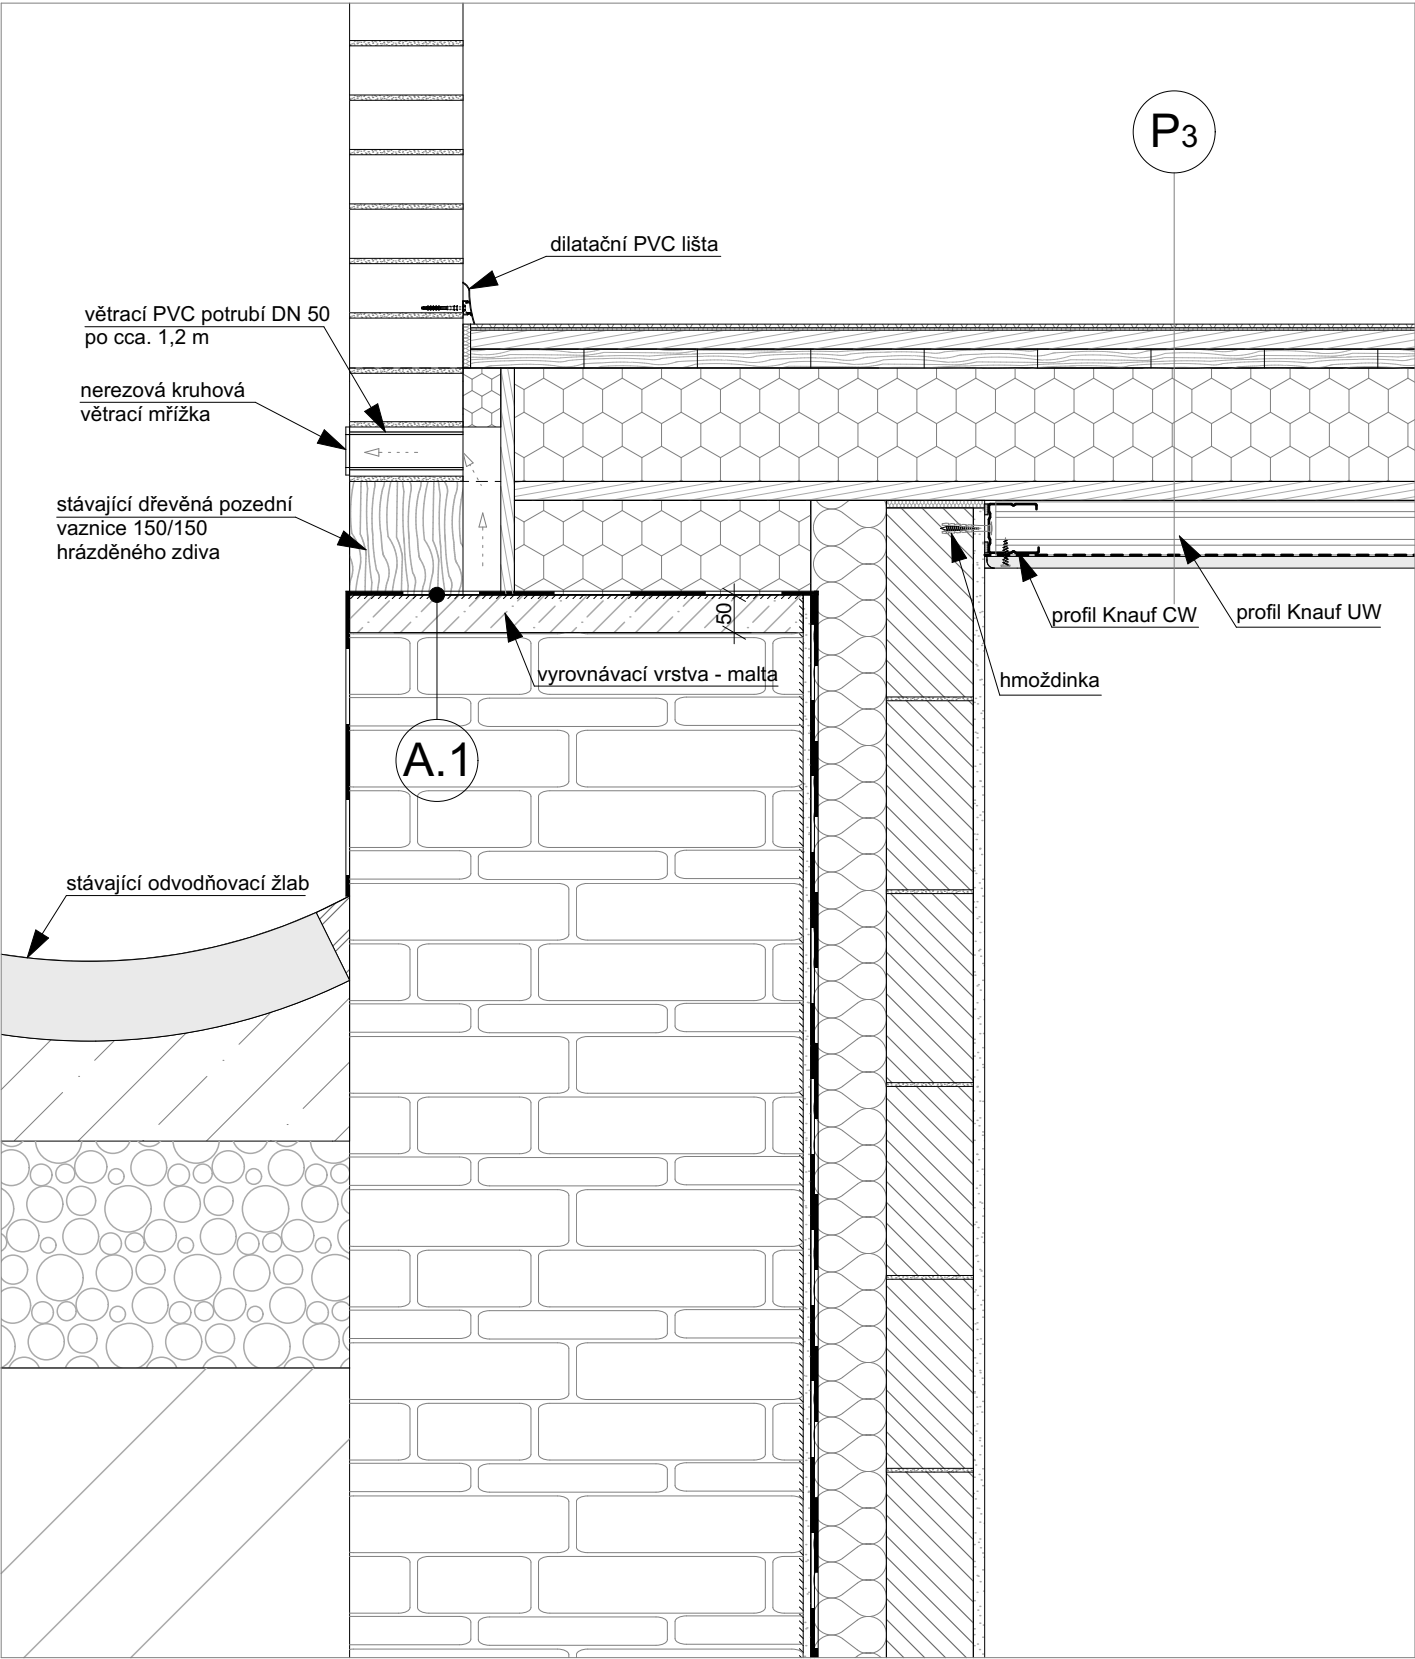 P3
dilatační PVC lišta
větrací PVC potrubí DN 50
po cca. 1,2 m
nerezová kruhová
větrací mřížka
stávající dřevěná pozední
vaznice 150/150
hrázděného zdiva
50
profil Knauf CW
profil Knauf UW
vyrovnávací vrstva - malta
hmoždinka
A.1
stávající odvodňovací žlab